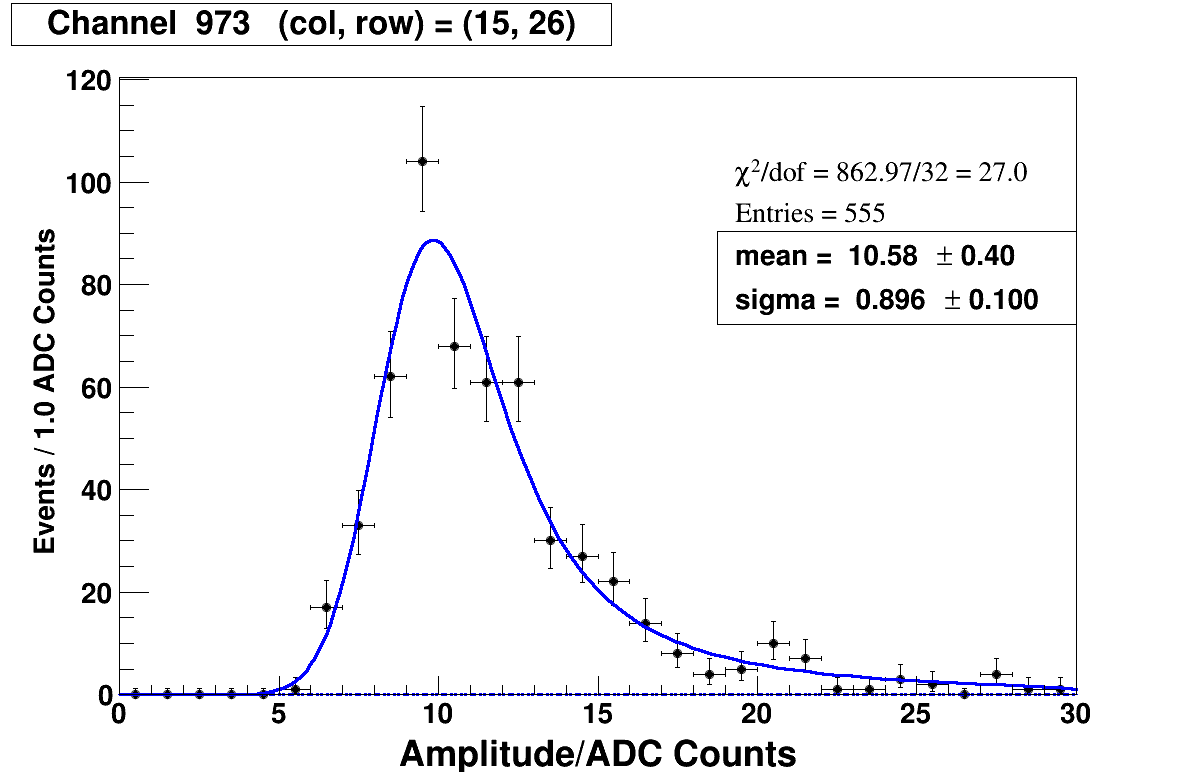 Channel 973 (col, row) = (15, 26)
120
100
80
60
40
20
0
Events / 1.0 ADC Counts
χ²/dof = 862.97/32 = 27.0
Entries = 555
mean = 10.58 ± 0.40
sigma = 0.896 ± 0.100
0 5 10 15 20 25 30
Amplitude/ADC Counts